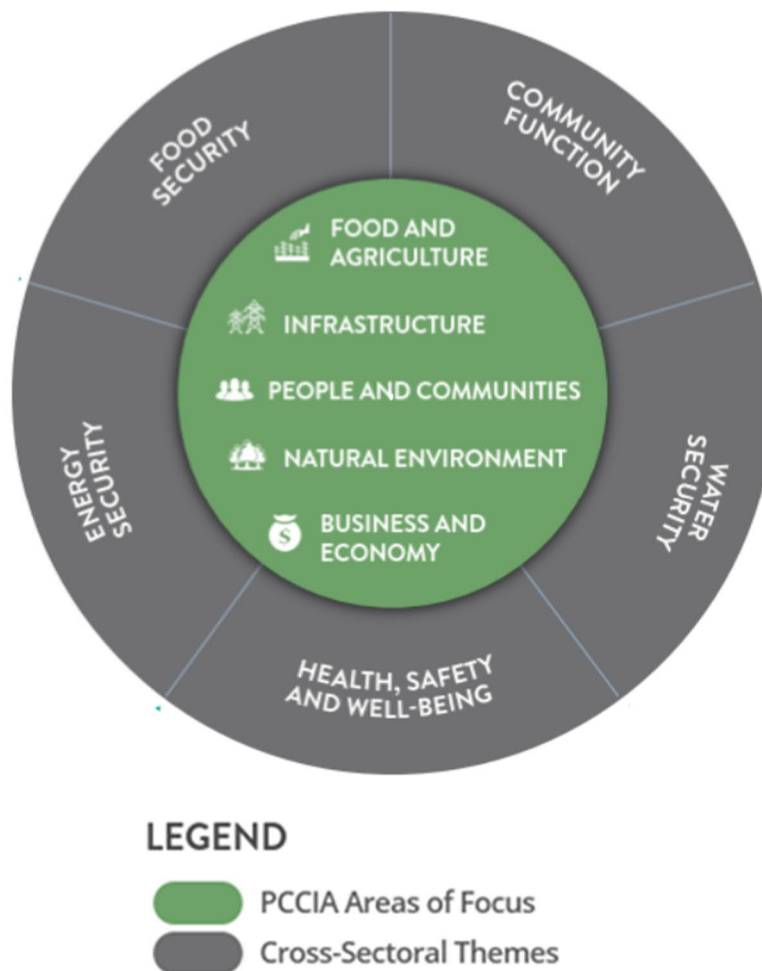 FOOD
SECURITY
COMMUNITY
FUNCTION
FOOD AND
AGRICULTURE
INFRASTRUCTURE
PEOPLE AND COMMUNITIES
NATURAL ENVIRONMENT
$ BUSINESS AND
ECONOMY
ENERGY
SECURITY
WATER
SECURITY
HEALTH, SAFETY
AND WELL-BEING
LEGEND
PCCIA Areas of Focus
Cross-Sectoral Themes